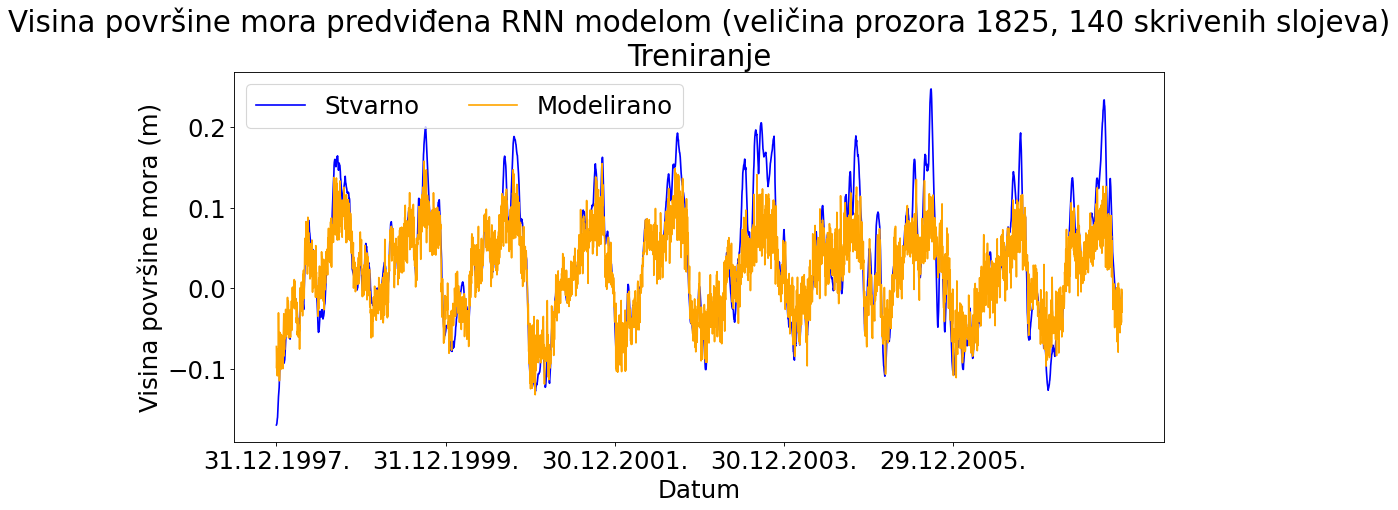 Visina površine mora predviđena RNN modelom (veličina prozora 1825, 140 skrivenih slojeva)
Treniranje
Stvarno Modelirano
Visina površine mora (m)
0.2
0.1
0.0
−0.1
31.12.1997. 31.12.1999. 30.12.2001. 30.12.2003. 29.12.2005.
Datum